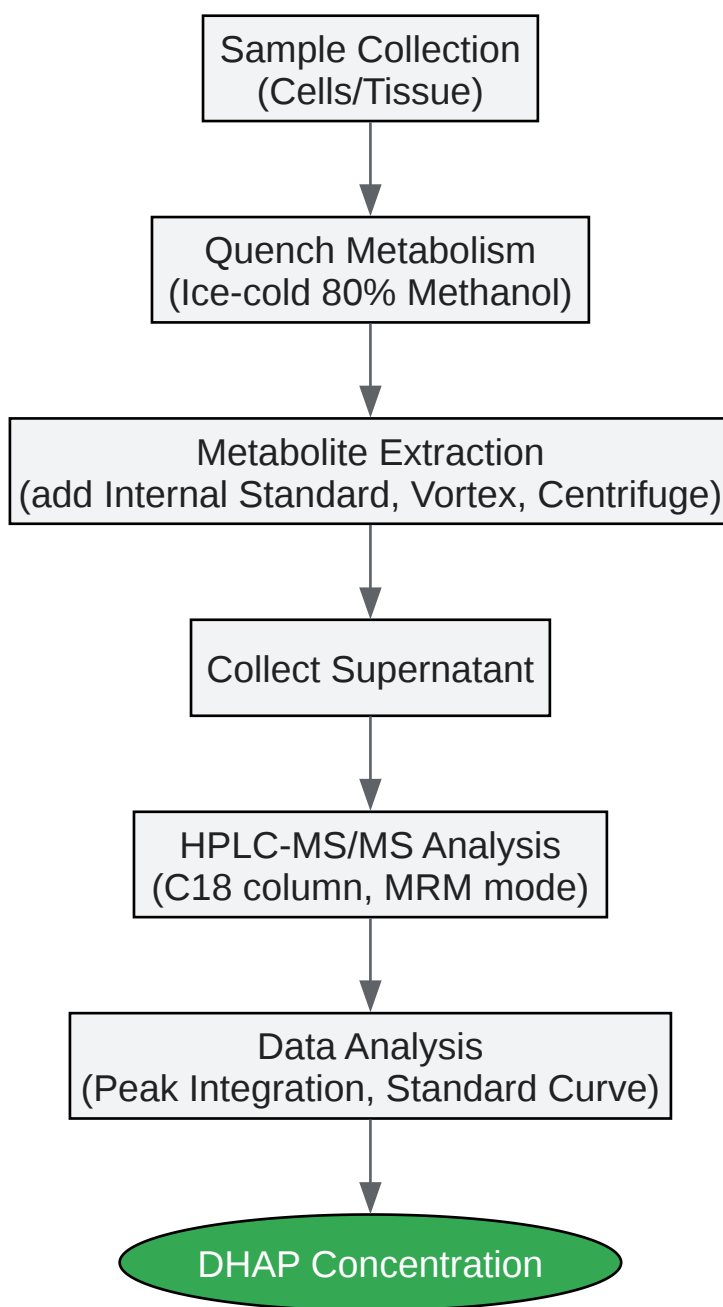 Sample Collection
(Cells/Tissue)
Quench Metabolism
(Ice-cold 80% Methanol)
Metabolite Extraction
(add Internal Standard, Vortex, Centrifuge)
Collect Supernatant
HPLC-MS/MS Analysis
(C18 column, MRM mode)
Data Analysis
(Peak Integration, Standard Curve)
DHAP Concentration